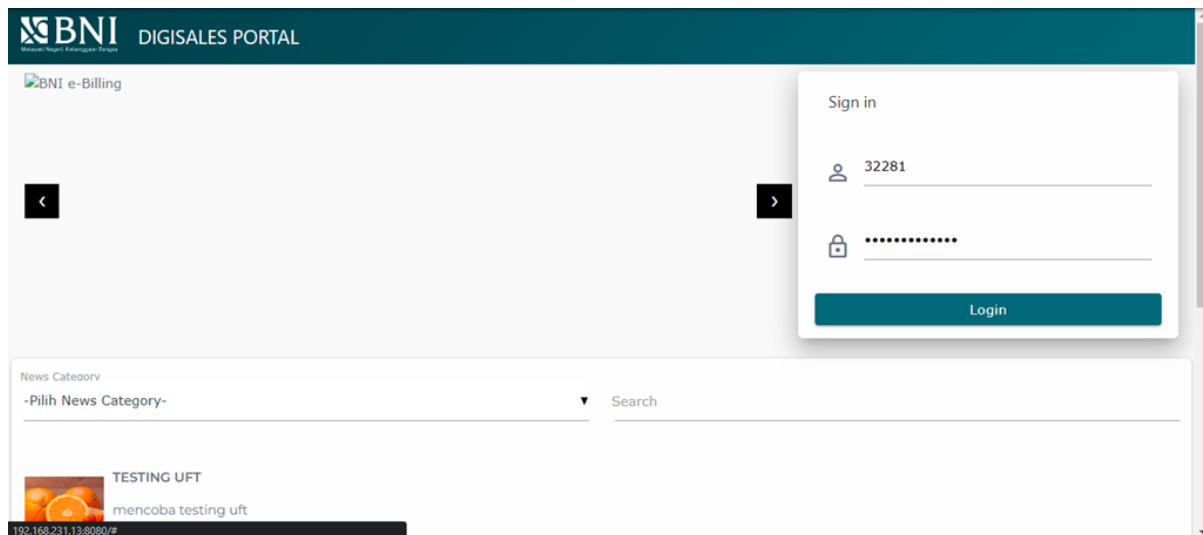 BNI
Melayani Negeri, Kebanggaan Bangsa
DIGISALES PORTAL
BNI e-Billing
Sign in
32281
•••••••••••••
Login
News Category
-Pilih News Category-
Search
TESTING UFT
mencoba testing uft
192.168.231.13:8080/#